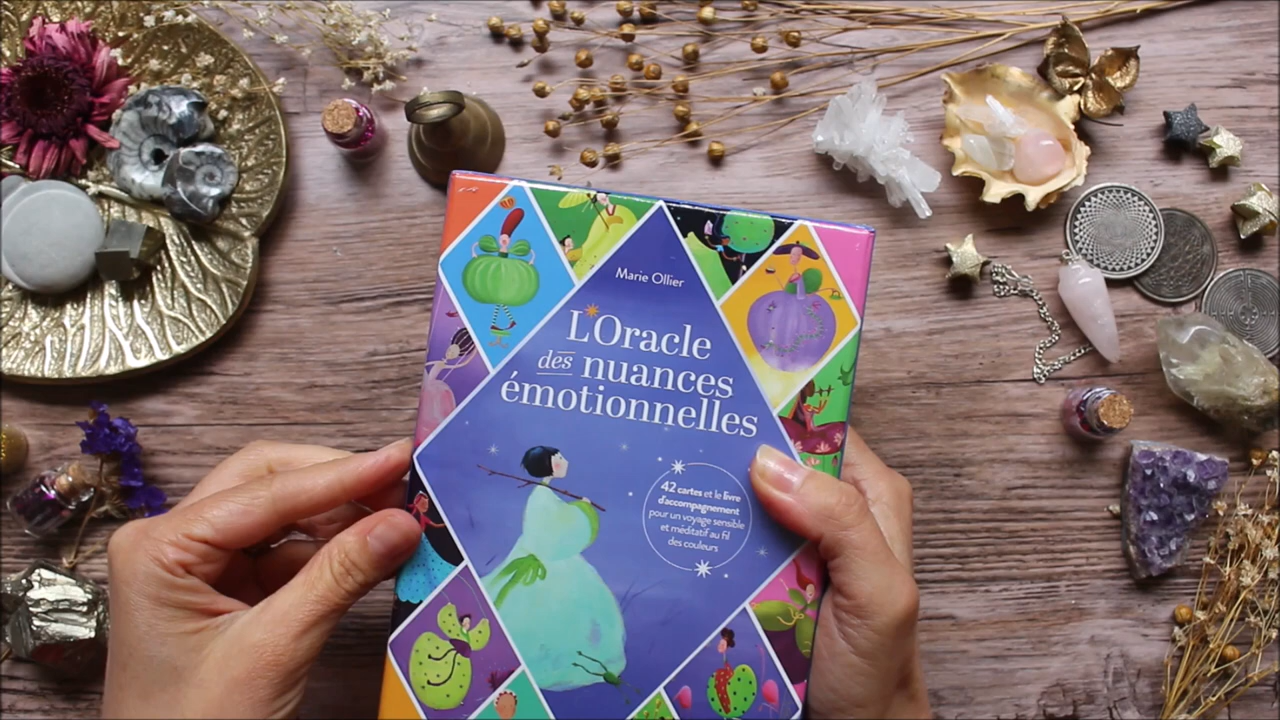 Marie Ollier
L'Oracle
des nuances
émotionnelles
42 cartes et le livre
d'accompagnement
pour un voyage sensible
et méditatif au fil
des couleurs